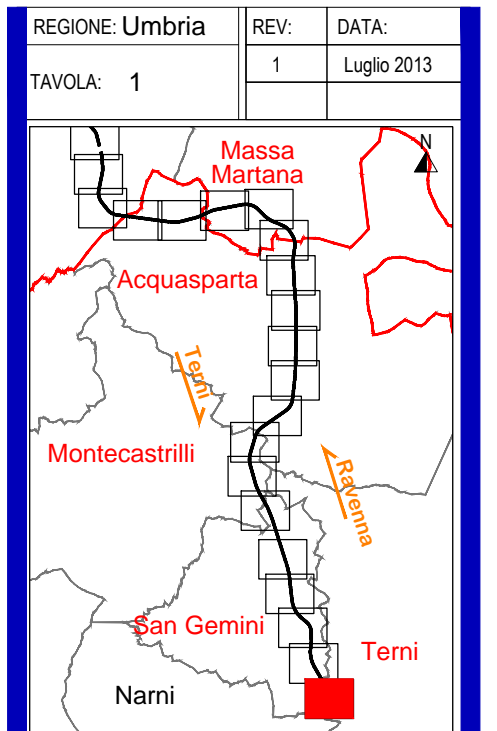 REGIONE: Umbria
REV:
DATA:
1
Luglio 2013
TAVOLA: 1
N
Massa
Martana
Acquasparta
Terni
Montecastrilli
Ravenna
San Gemini
Terni
Narni